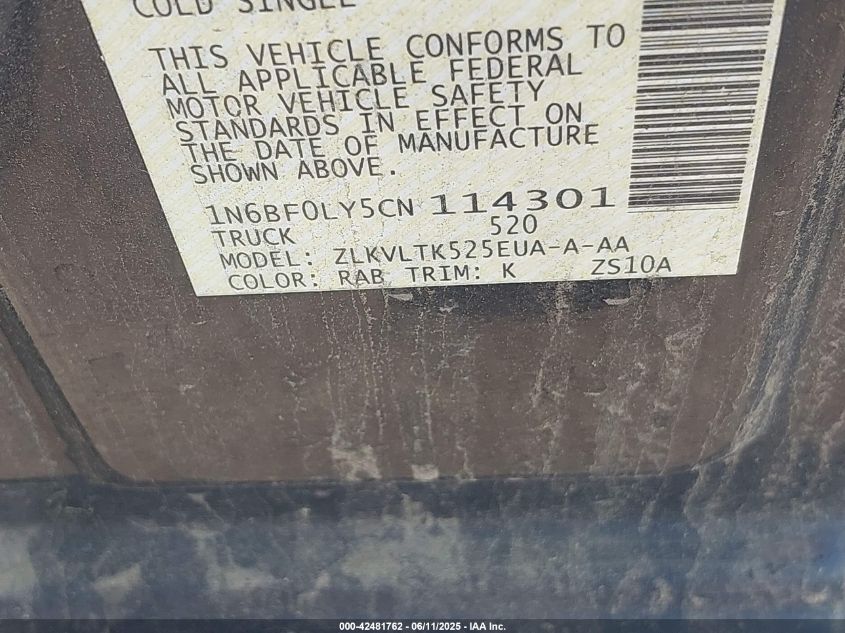 COLD SINGLE
THIS VEHICLE CONFORMS TO
ALL APPLICABLE FEDERAL
MOTOR VEHICLE SAFETY
STANDARDS IN EFFECT ON
THE DATE OF MANUFACTURE
SHOWN ABOVE.
1N6BF0LY5CN 114301
TRUCK 520
MODEL: ZLKVLTK525EUA-A-AA
COLOR: RAB TRIM: K ZS10A
000-42481762 - 06/11/2025 - IAA Inc.